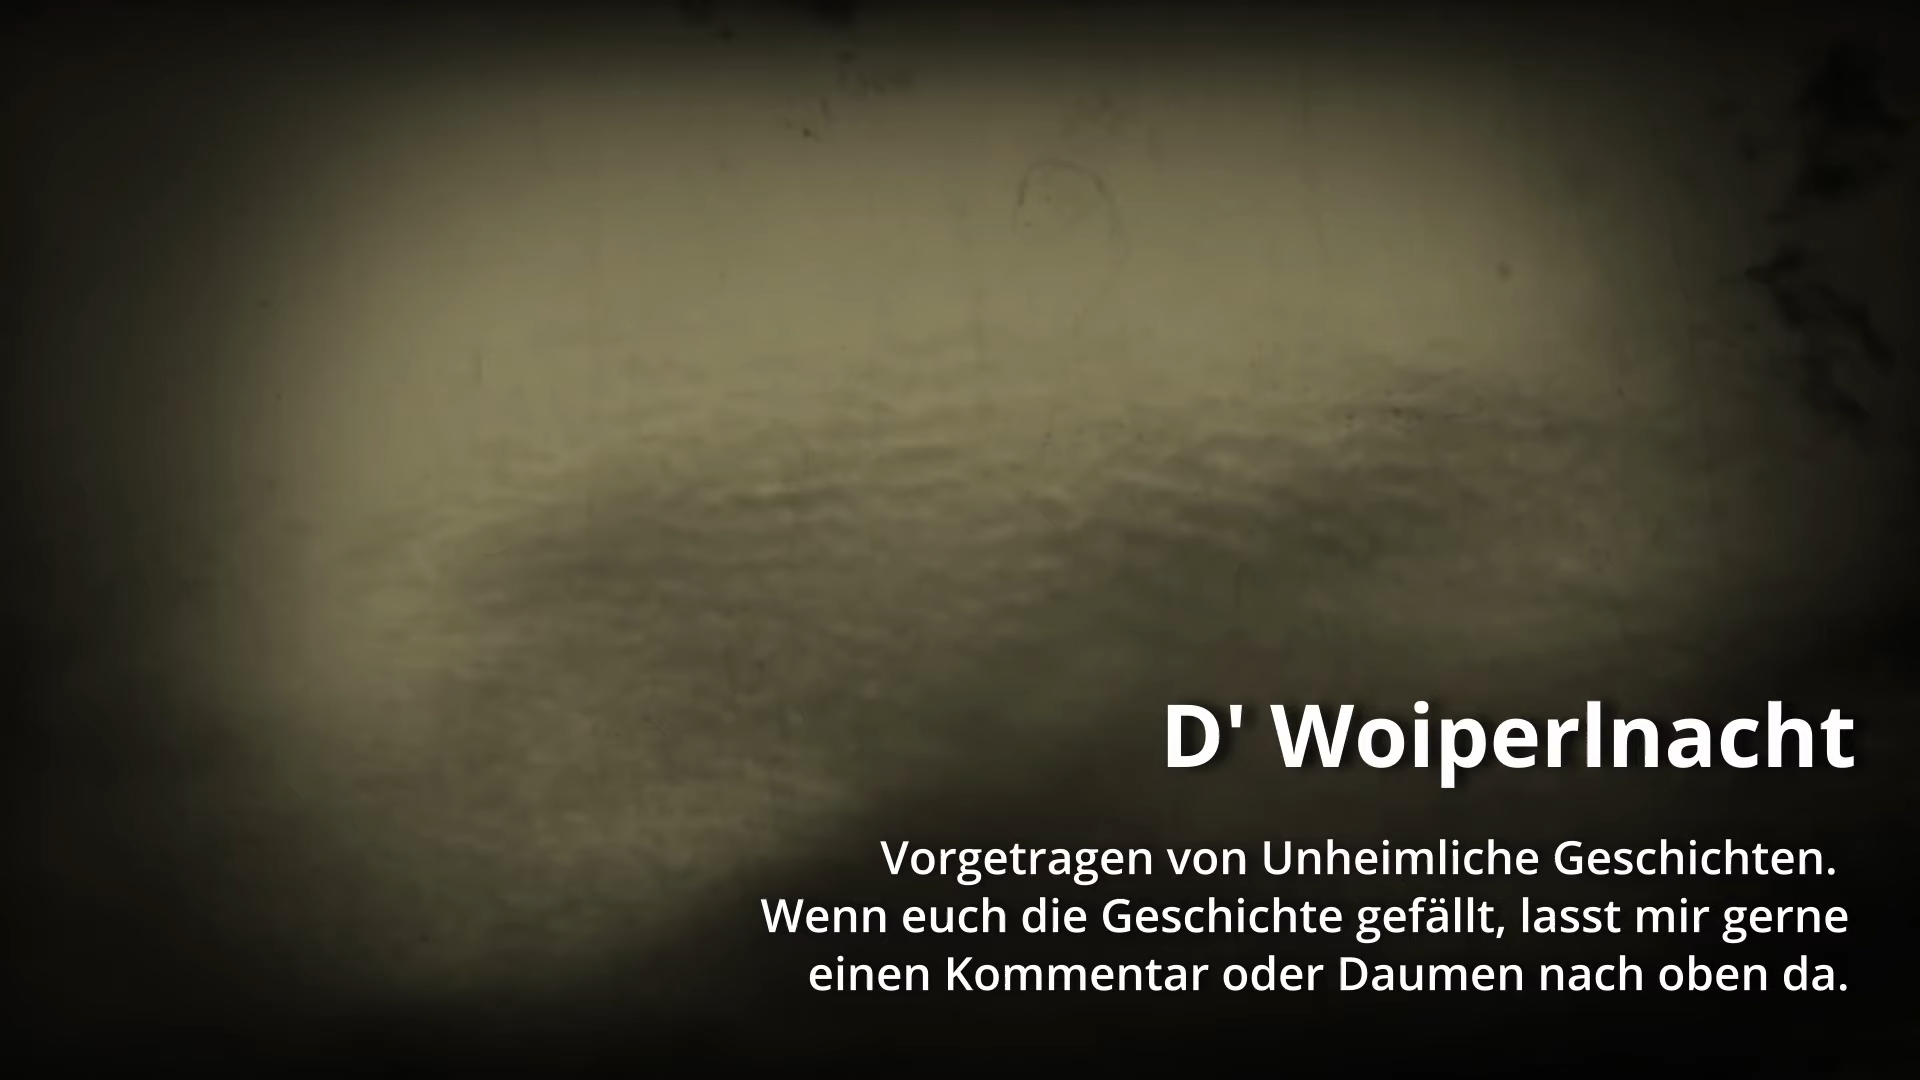 D' Woiperlnacht
Vorgetragen von Unheimliche Geschichten.
Wenn euch die Geschichte gefällt, lasst mir gerne
einen Kommentar oder Daumen nach oben da.